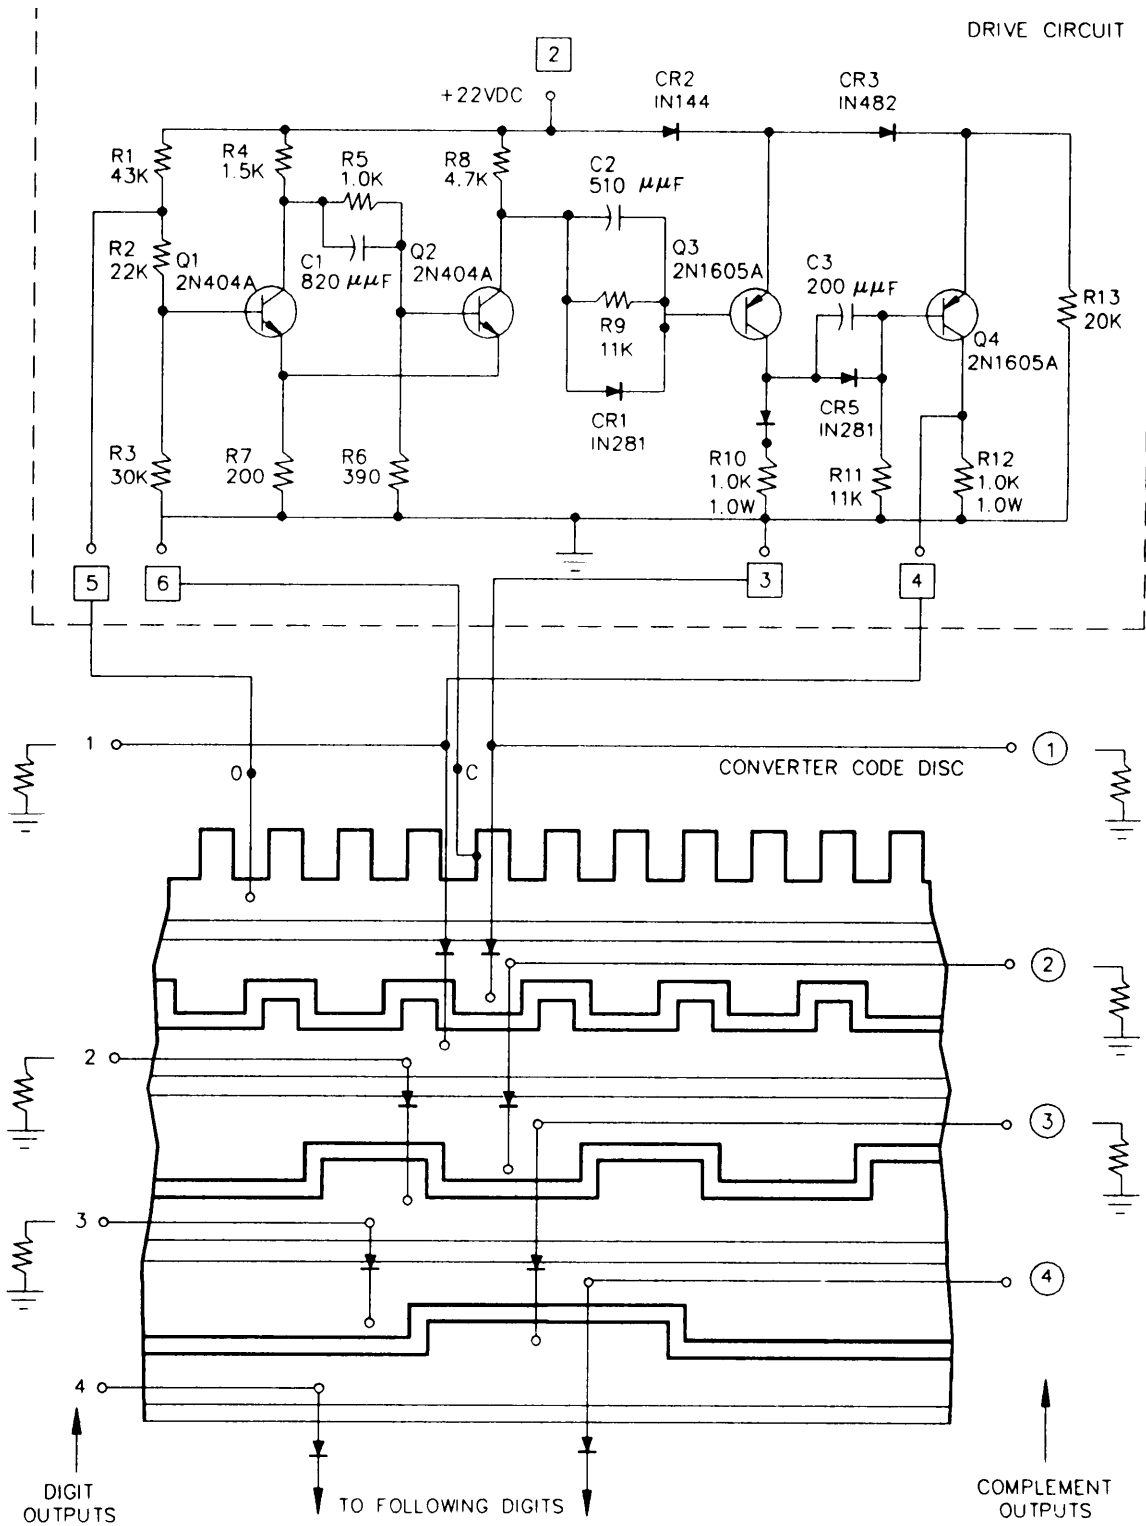 DRIVE CIRCUIT
2
+22VDC
CR2
IN144
CR3
IN482
R1
43K
R4
1.5K
R5
1.0K
R8
4.7K
C2
510 μμF
R2
22K
Q1
2N404A
C1
820 μμF
Q2
2N404A
Q3
2N1605A
C3
200 μμF
R9
11K
R13
20K
Q4
2N1605A
CR1
IN281
CR5
IN281
R3
30K
R7
200
R6
390
R10
1.0K
1.0W
R11
11K
R12
1.0K
1.0W
5
6
3
4
1
O
C
CONVERTER CODE DISC
1
2
2
3
3
4
4
DIGIT
OUTPUTS
TO FOLLOWING DIGITS
COMPLEMENT
OUTPUTS